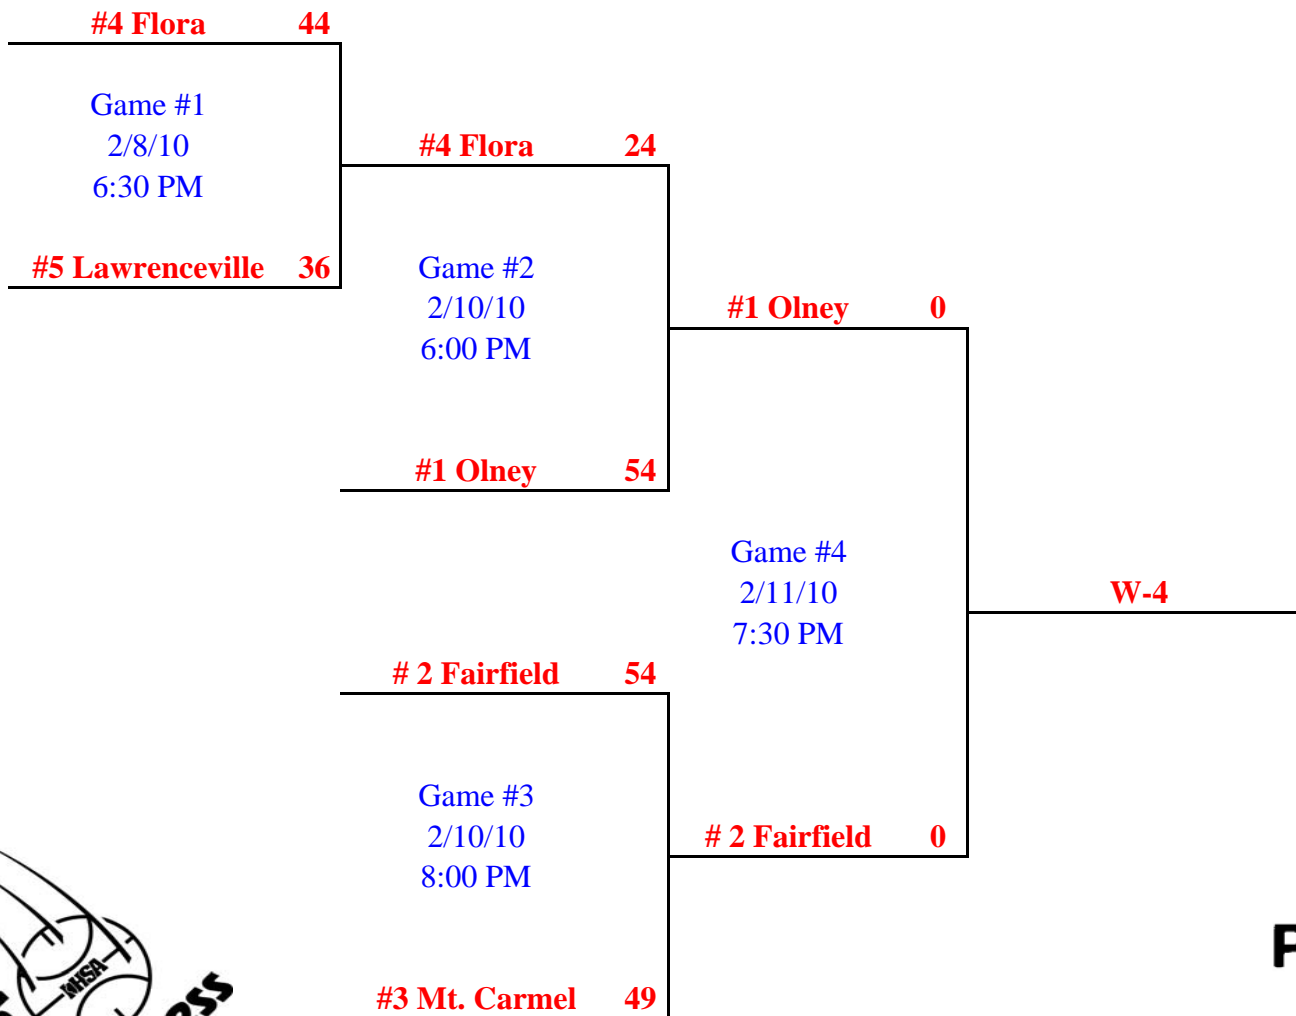 #4 Flora 44
Game #1
2/8/10
6:30 PM
#5 Lawrenceville 36
#4 Flora 24
Game #2
2/10/10
6:00 PM
#1 Olney 54
#1 Olney 0
Game #4
2/11/10
7:30 PM
W-4
# 2 Fairfield 54
Game #3
2/10/10
8:00 PM
# 2 Fairfield 0
#3 Mt. Carmel 49
IHSA
P